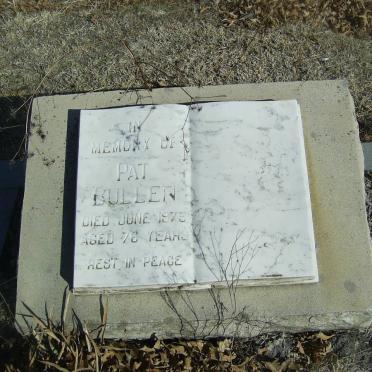 IN
MEMORY OF
PAT
BULLEN
DIED JUNE 1975
AGED 78 YEARS
REST IN PEACE